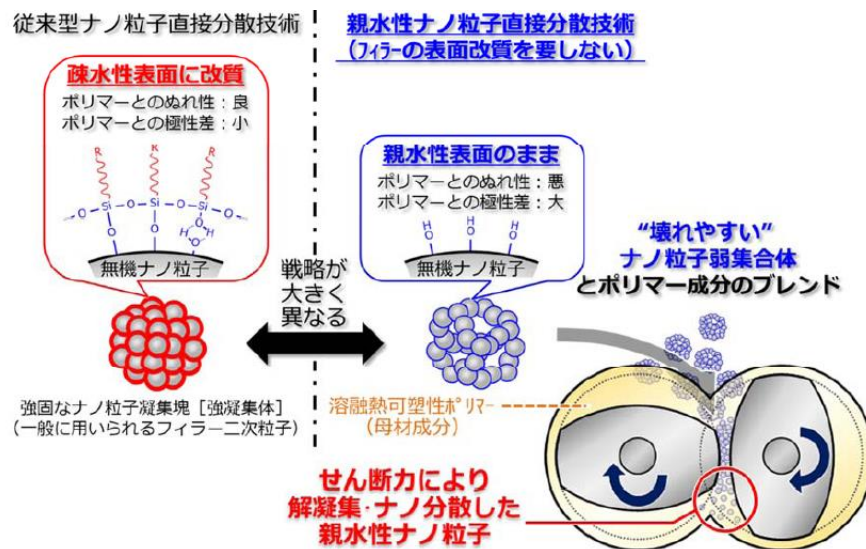 従来型ナノ粒子直接分散技術
疎水性表面に改質
ポリマーとのぬれ性：良
ポリマーとの極性差：小
R R R
Si Si Si
O O O O
O O O
H H
無機ナノ粒子
強固なナノ粒子凝集塊［強凝集体］
（一般に用いられるフィラー二次粒子）
戦略が
大きく
異なる
親水性ナノ粒子直接分散技術
（フィラーの表面改質を要しない）
親水性表面のまま
ポリマーとのぬれ性：悪
ポリマーとの極性差：大
HO HO HO
無機ナノ粒子
“壊れやすい”
ナノ粒子弱集合体
とポリマー成分のブレンド
溶融熱可塑性ポリマー
（母材成分）
せん断力により
解凝集・ナノ分散した
親水性ナノ粒子